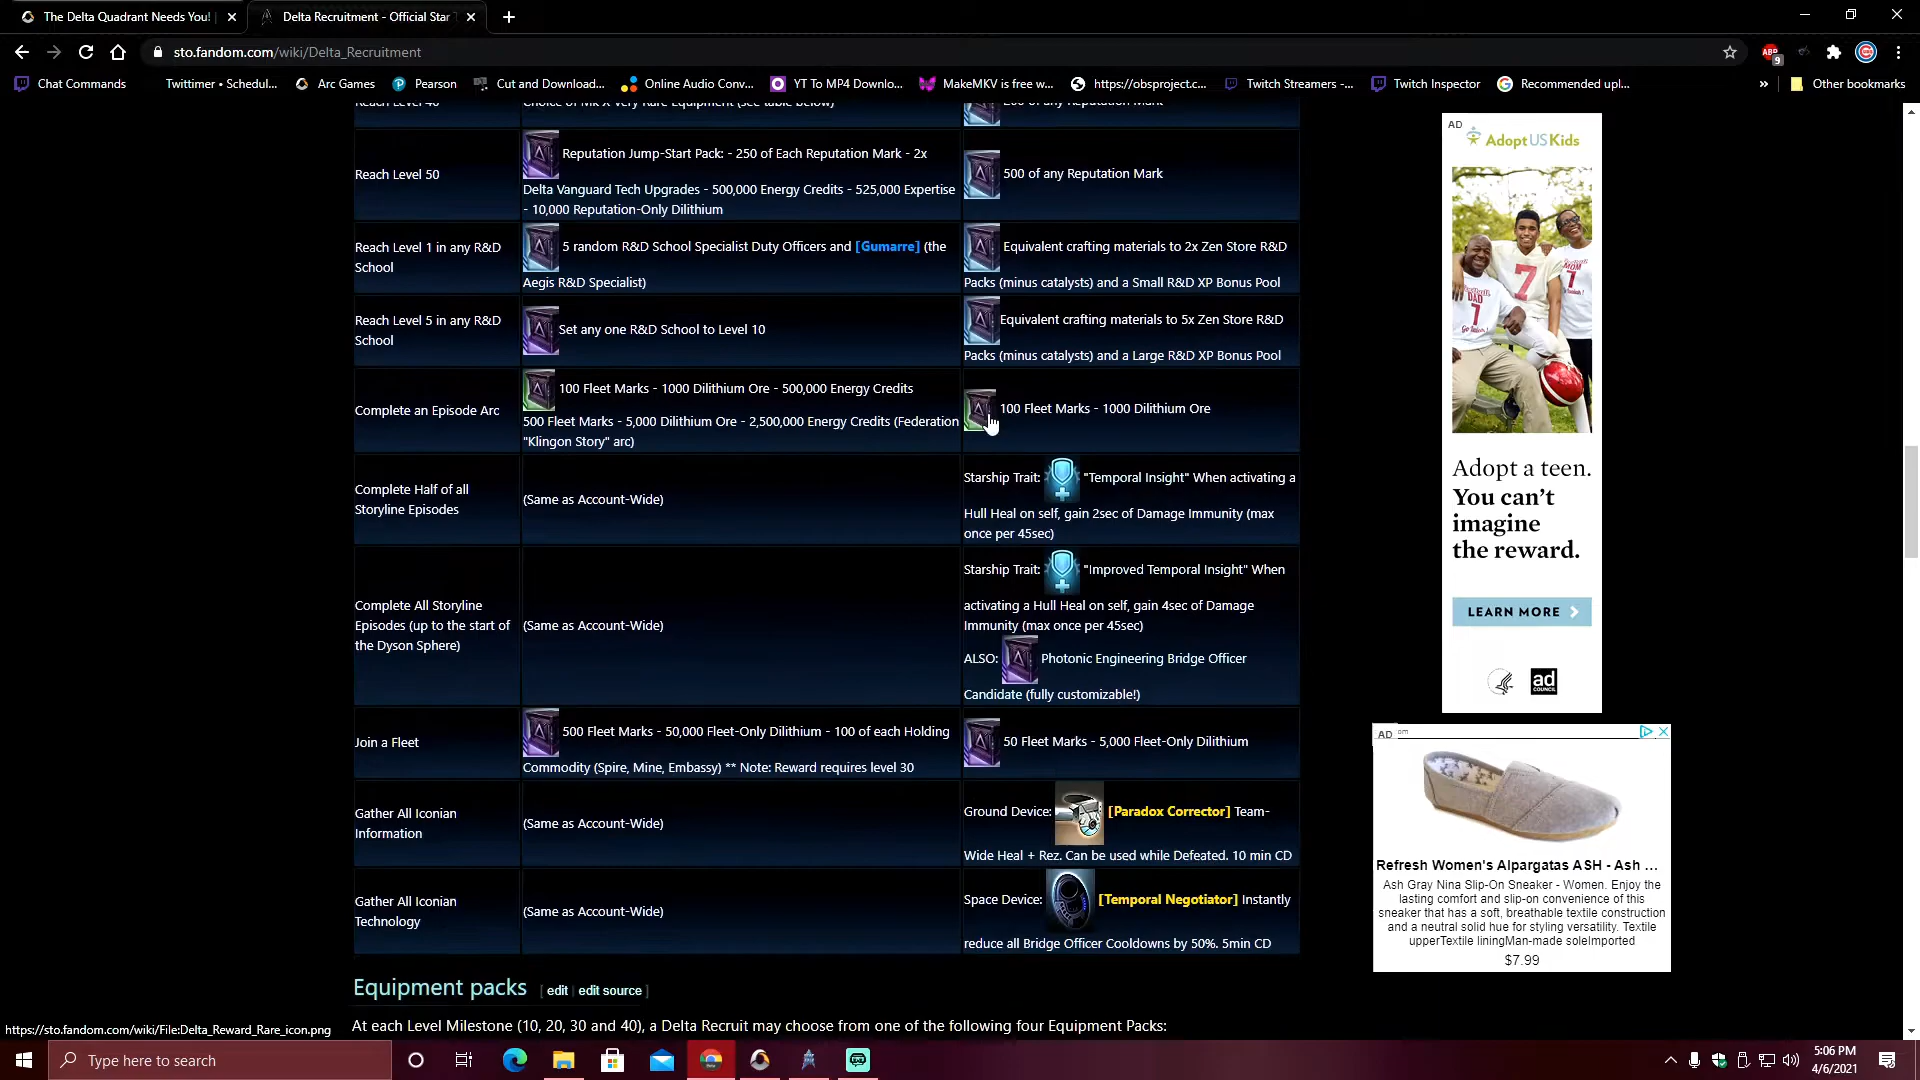 The Delta Quadrant Needs You! |
Delta Recruitment - Official Star T
sto.fandom.com/wiki/Delta_Recruitment
ABP
9
Chat Commands
Twittimer • Schedul...
Arc Games
Pearson
Cut and Download...
Online Audio Conv...
YT To MP4 Downlo...
MakeMKV is free w...
https://obsproject.c...
Twitch Streamers -...
Twitch Inspector
Recommended upl...
»
Other bookmarks
Reach Level 40
Choice of Mk X Very Rare Equipment (see table below)
Reach Level 50
Reputation Jump-Start Pack: - 250 of Each Reputation Mark - 2x
Delta Vanguard Tech Upgrades - 500,000 Energy Credits - 525,000 Expertise
- 10,000 Reputation-Only Dilithium
500 of any Reputation Mark
Reach Level 1 in any R&D
School
5 random R&D School Specialist Duty Officers and [Gumarre] (the
Aegis R&D Specialist)
Equivalent crafting materials to 2x Zen Store R&D
Packs (minus catalysts) and a Small R&D XP Bonus Pool
Reach Level 5 in any R&D
School
Set any one R&D School to Level 10
Equivalent crafting materials to 5x Zen Store R&D
Packs (minus catalysts) and a Large R&D XP Bonus Pool
Complete an Episode Arc
100 Fleet Marks - 1000 Dilithium Ore - 500,000 Energy Credits
500 Fleet Marks - 5,000 Dilithium Ore - 2,500,000 Energy Credits (Federation
"Klingon Story" arc)
100 Fleet Marks - 1000 Dilithium Ore
Complete Half of all
Storyline Episodes
(Same as Account-Wide)
Starship Trait: "Temporal Insight" When activating a
Hull Heal on self, gain 2sec of Damage Immunity (max
once per 45sec)
Complete All Storyline
Episodes (up to the start of
the Dyson Sphere)
(Same as Account-Wide)
Starship Trait: "Improved Temporal Insight" When
activating a Hull Heal on self, gain 4sec of Damage
Immunity (max once per 45sec)
ALSO: Photonic Engineering Bridge Officer
Candidate (fully customizable!)
Join a Fleet
500 Fleet Marks - 50,000 Fleet-Only Dilithium - 100 of each Holding
Commodity (Spire, Mine, Embassy) ** Note: Reward requires level 30
50 Fleet Marks - 5,000 Fleet-Only Dilithium
Gather All Iconian
Information
(Same as Account-Wide)
Ground Device: [Paradox Corrector] Team-
Wide Heal + Rez. Can be used while Defeated. 10 min CD
Gather All Iconian
Technology
(Same as Account-Wide)
Space Device: [Temporal Negotiator] Instantly
reduce all Bridge Officer Cooldowns by 50%. 5min CD
Equipment packs [ edit | edit source ]
At each Level Milestone (10, 20, 30 and 40), a Delta Recruit may choose from one of the following four Equipment Packs:
AD
AdoptUSKids
Adopt a teen.
You can't
imagine
the reward.
LEARN MORE
ad
COUNCIL
AD
om
Refresh Women's Alpargatas ASH - Ash ...
Ash Gray Nina Slip-On Sneaker - Women. Enjoy the
lasting comfort and slip-on convenience of this
sneaker that has a soft, breathable textile construction
and a neutral solid hue for styling versatility. Textile
upperTextile liningMan-made soleImported
$7.99
https://sto.fandom.com/wiki/File:Delta_Reward_Rare_icon.png
Type here to search
5:06 PM
4/6/2021